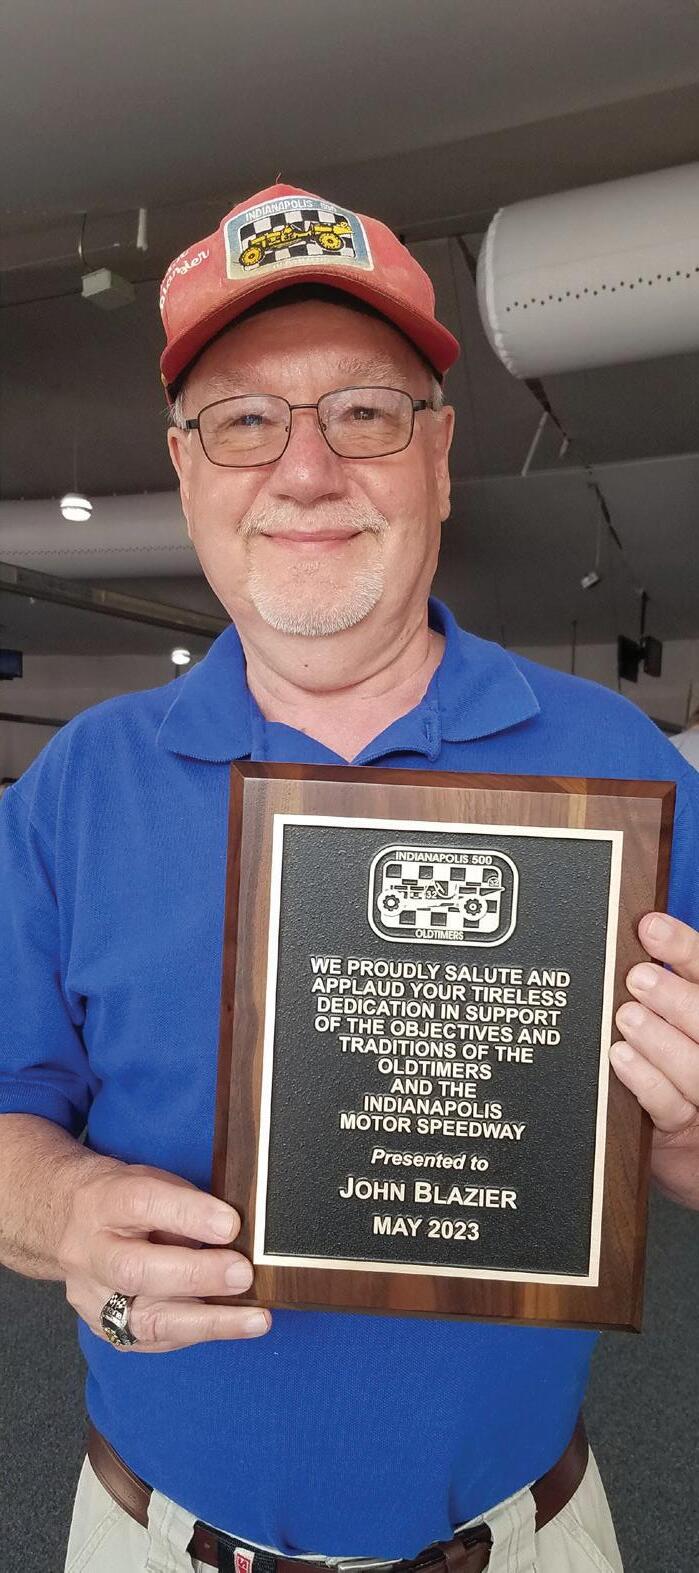 INDIANAPOLIS 500
INDIANAPOLIS 500
OLDTIMERS
WE PROUDLY SALUTE AND
APPLAUD YOUR TIRELESS
DEDICATION IN SUPPORT
OF THE OBJECTIVES AND
TRADITIONS OF THE
OLDTIMERS
AND THE
INDIANAPOLIS
MOTOR SPEEDWAY
Presented to
JOHN BLAZIER
MAY 2023